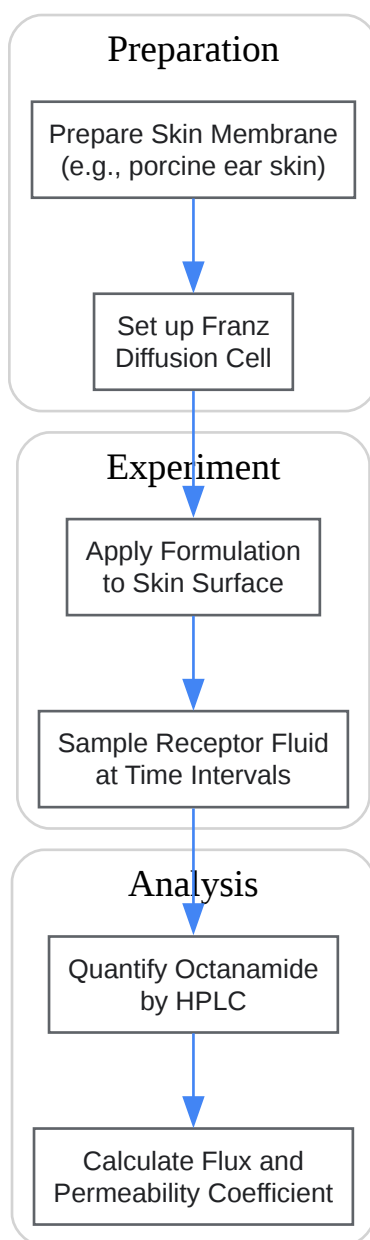 Preparation
Prepare Skin Membrane
(e.g., porcine ear skin)
Set up Franz
Diffusion Cell
Experiment
Apply Formulation
to Skin Surface
Sample Receptor Fluid
at Time Intervals
Analysis
Quantify Octanamide
by HPLC
Calculate Flux and
Permeability Coefficient